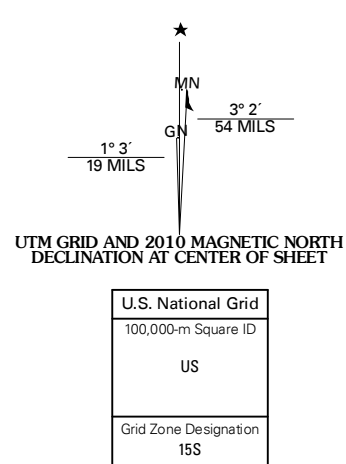 ★
MN
3° 2´
54 MILS
GN
1° 3´
19 MILS
UTM GRID AND 2010 MAGNETIC NORTH
DECLINATION AT CENTER OF SHEET
U.S. National Grid
100,000-m Square ID
US
Grid Zone Designation
15S